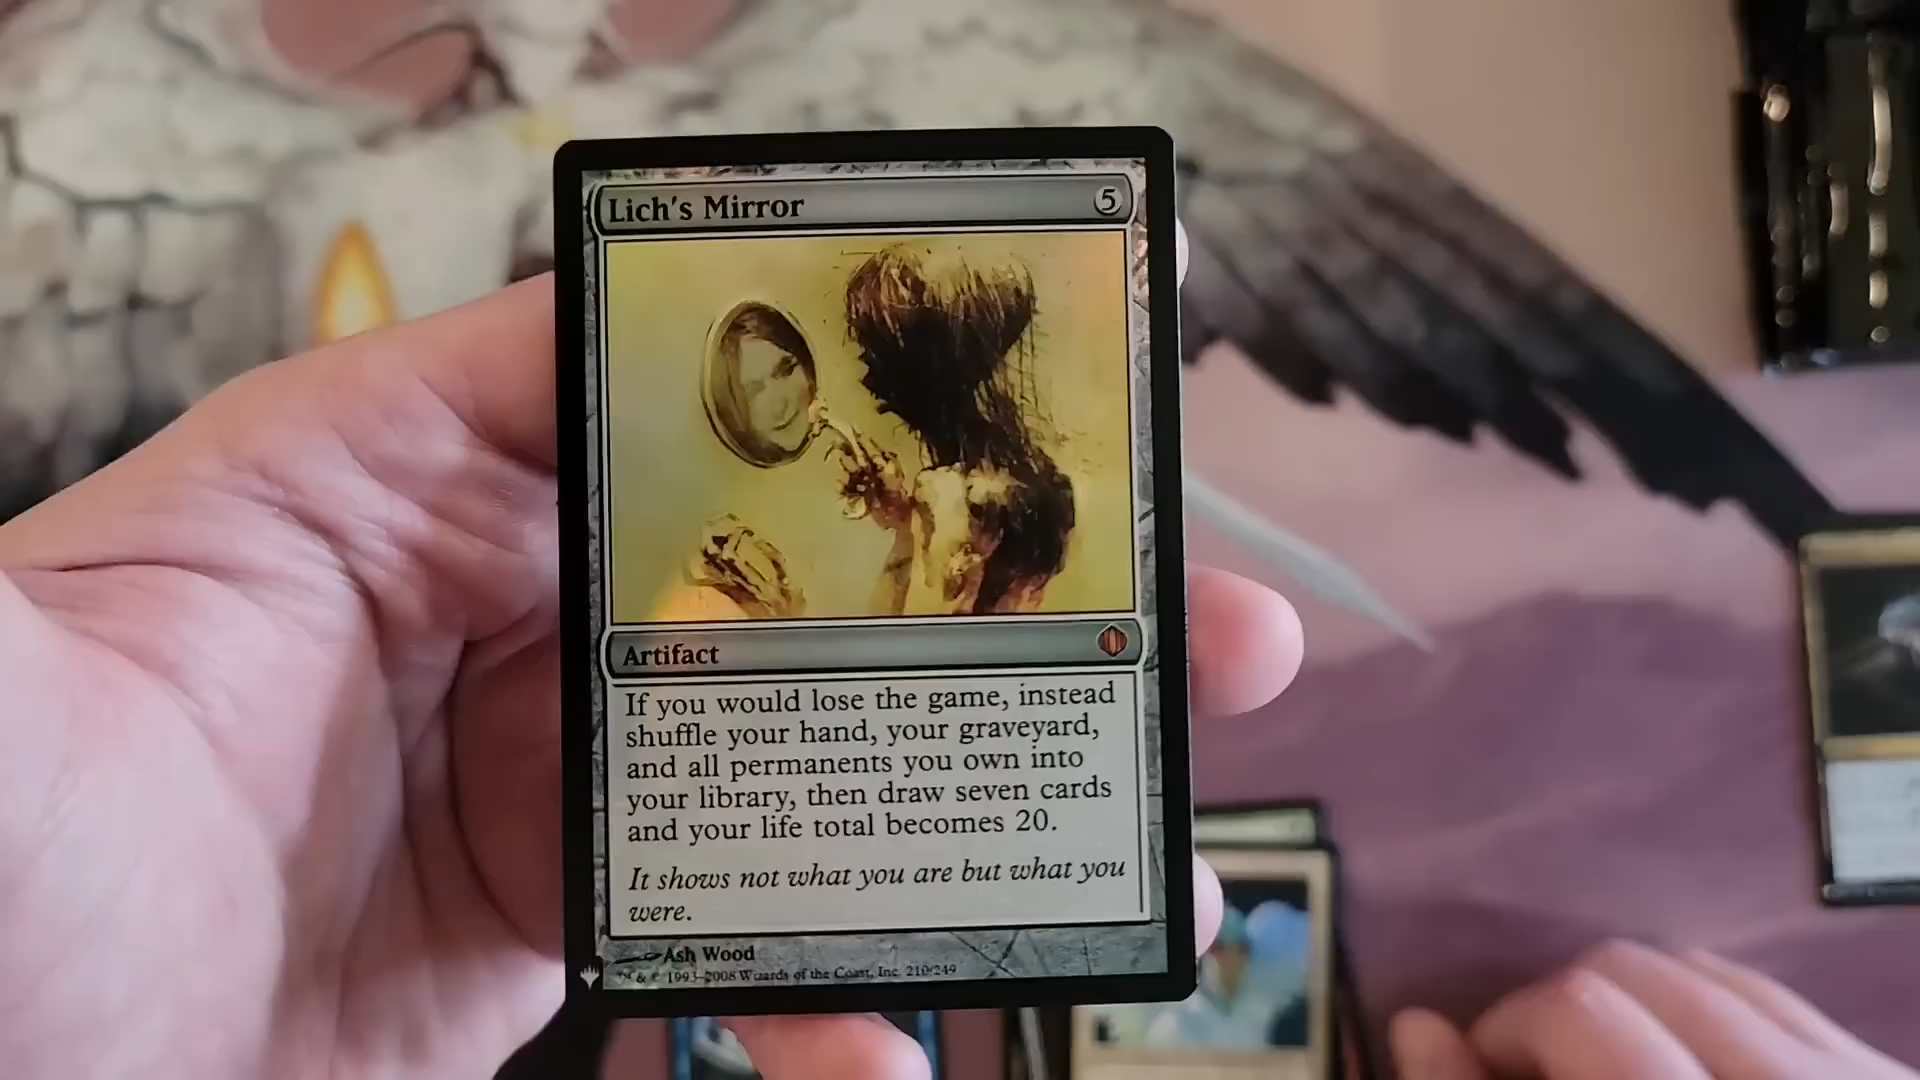 Lich's Mirror 5
Artifact
If you would lose the game, instead
shuffle your hand, your graveyard,
and all permanents you own into
your library, then draw seven cards
and your life total becomes 20.
It shows not what you are but what you
were.
Ash Wood
™ & © 1993–2008 Wizards of the Coast, Inc. 210/249